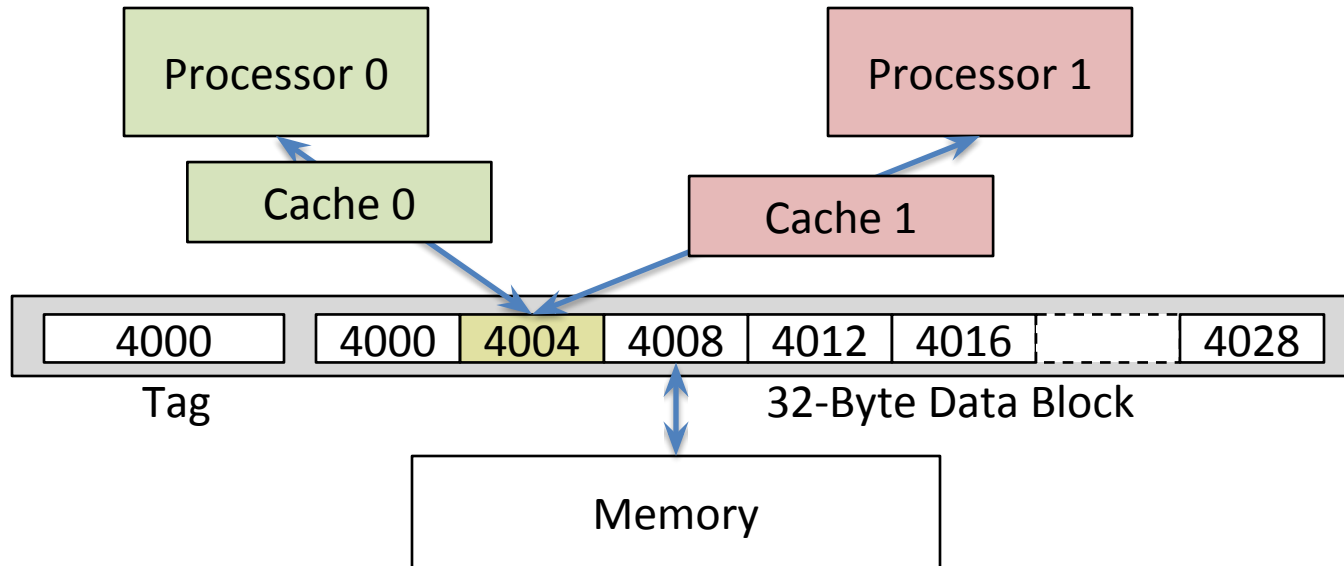 Processor 0
Processor 1
Cache 0
Cache 1
4000 4000 4004 4008 4012 4016 4028
Tag
32-Byte Data Block
Memory